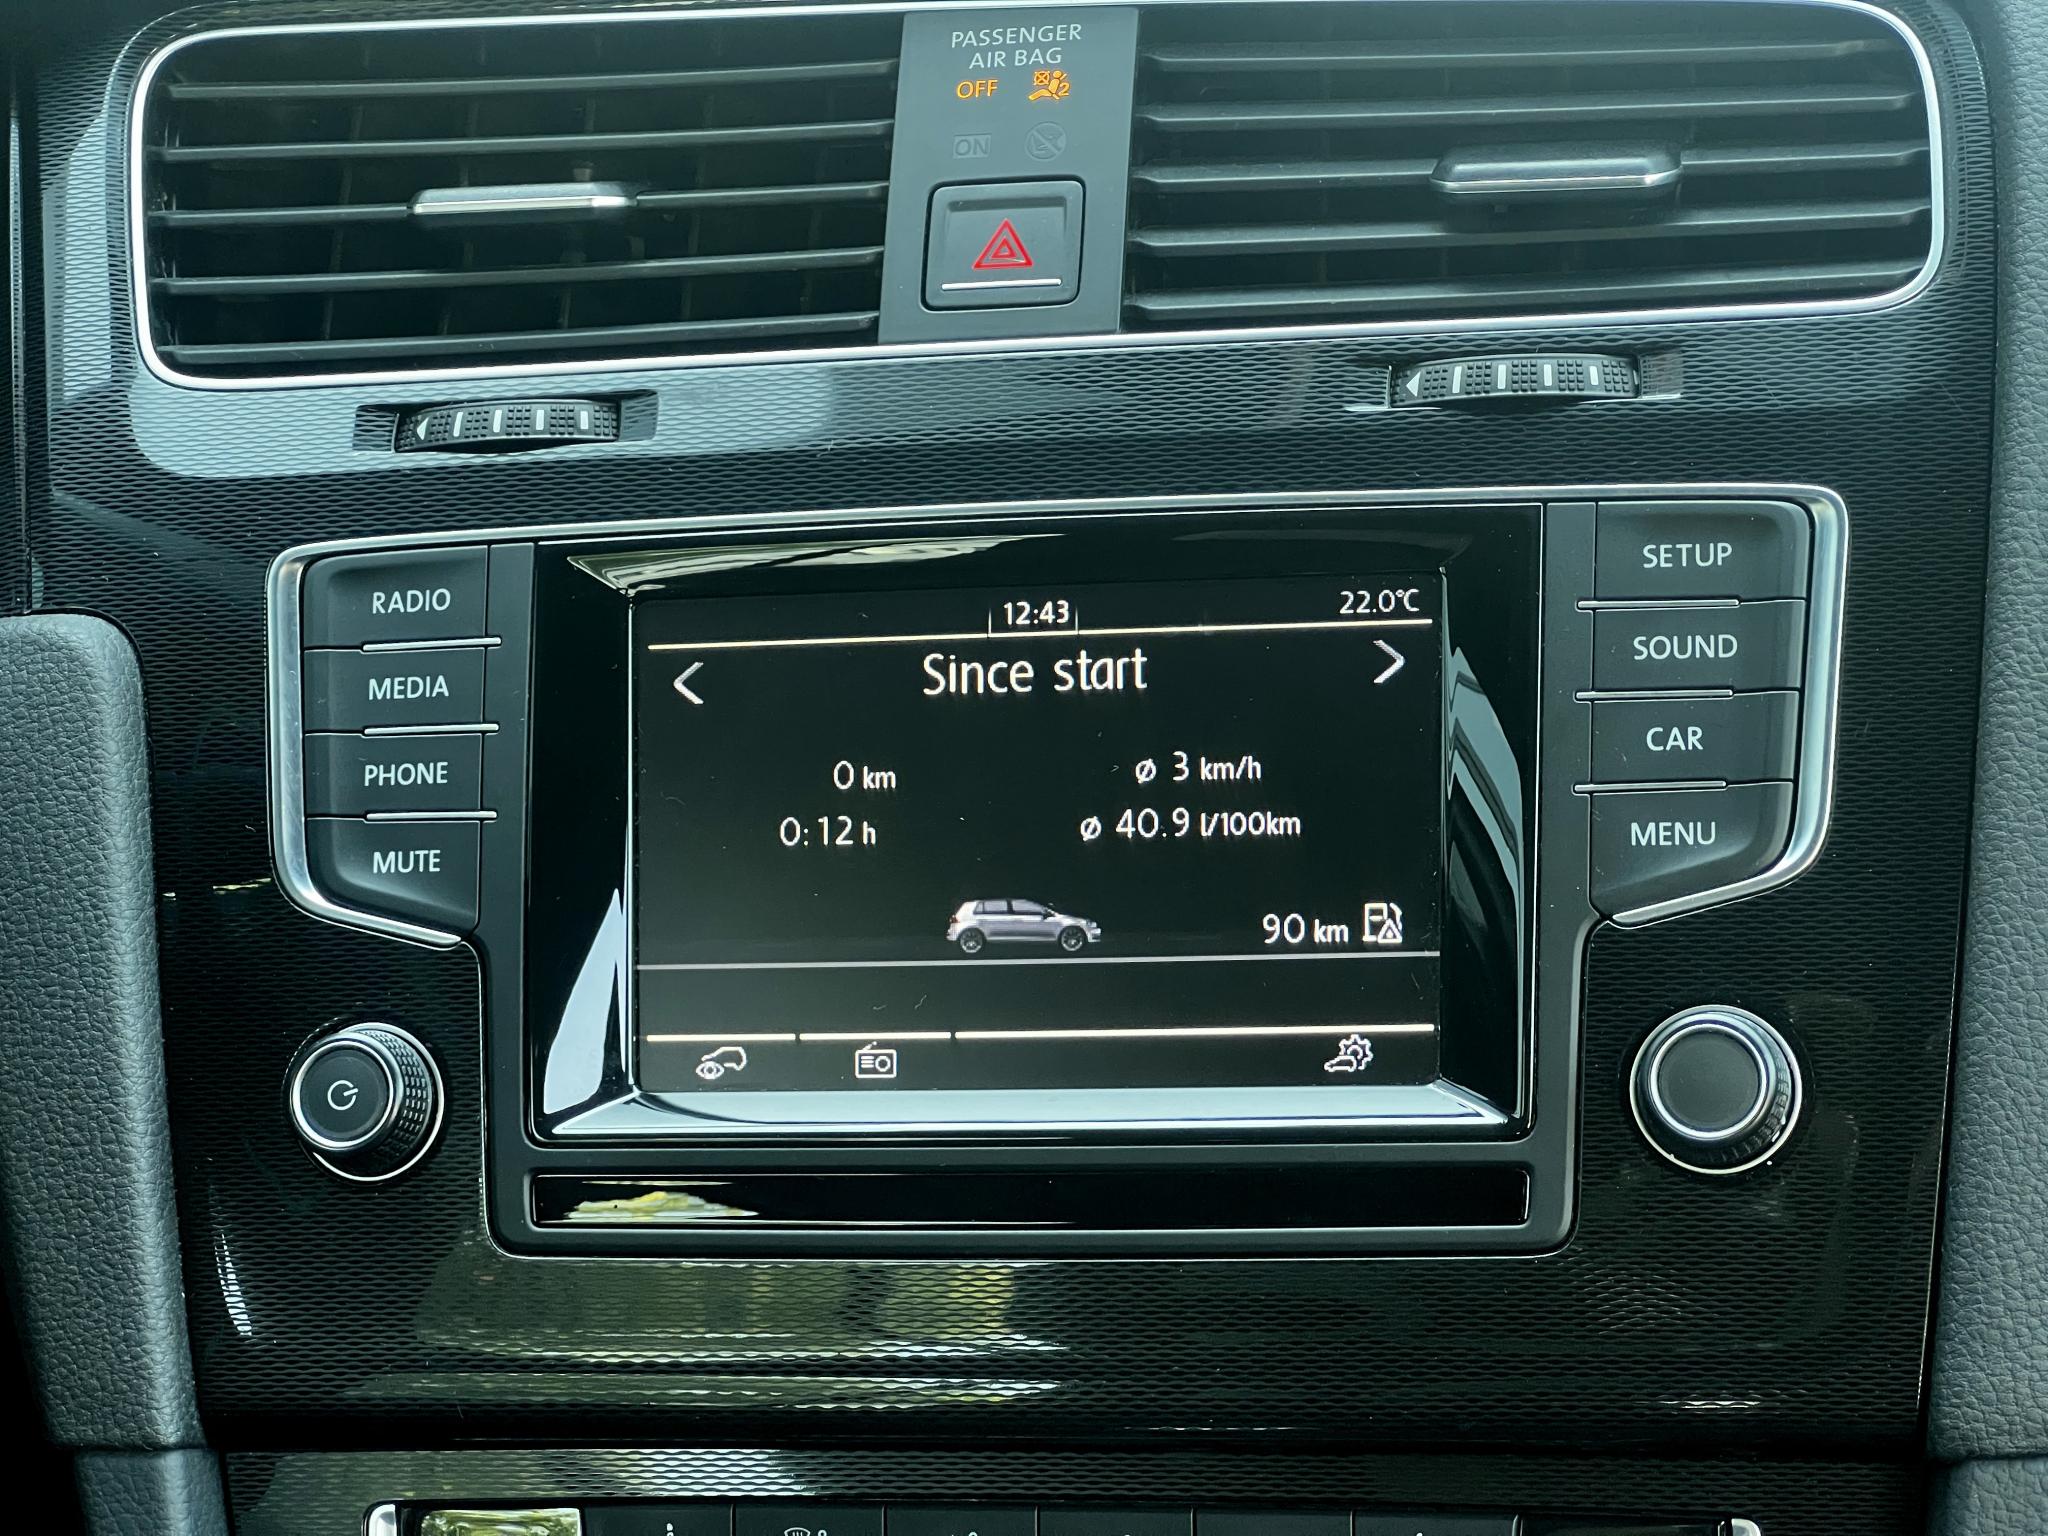 PASSENGER
AIR BAG
OFF 2
ON
RADIO
MEDIA
PHONE
MUTE
12:43 22.0°C
Since start
0 km ø 3 km/h
0:12 h ø 40.9 l/100km
90 km
SETUP
SOUND
CAR
MENU